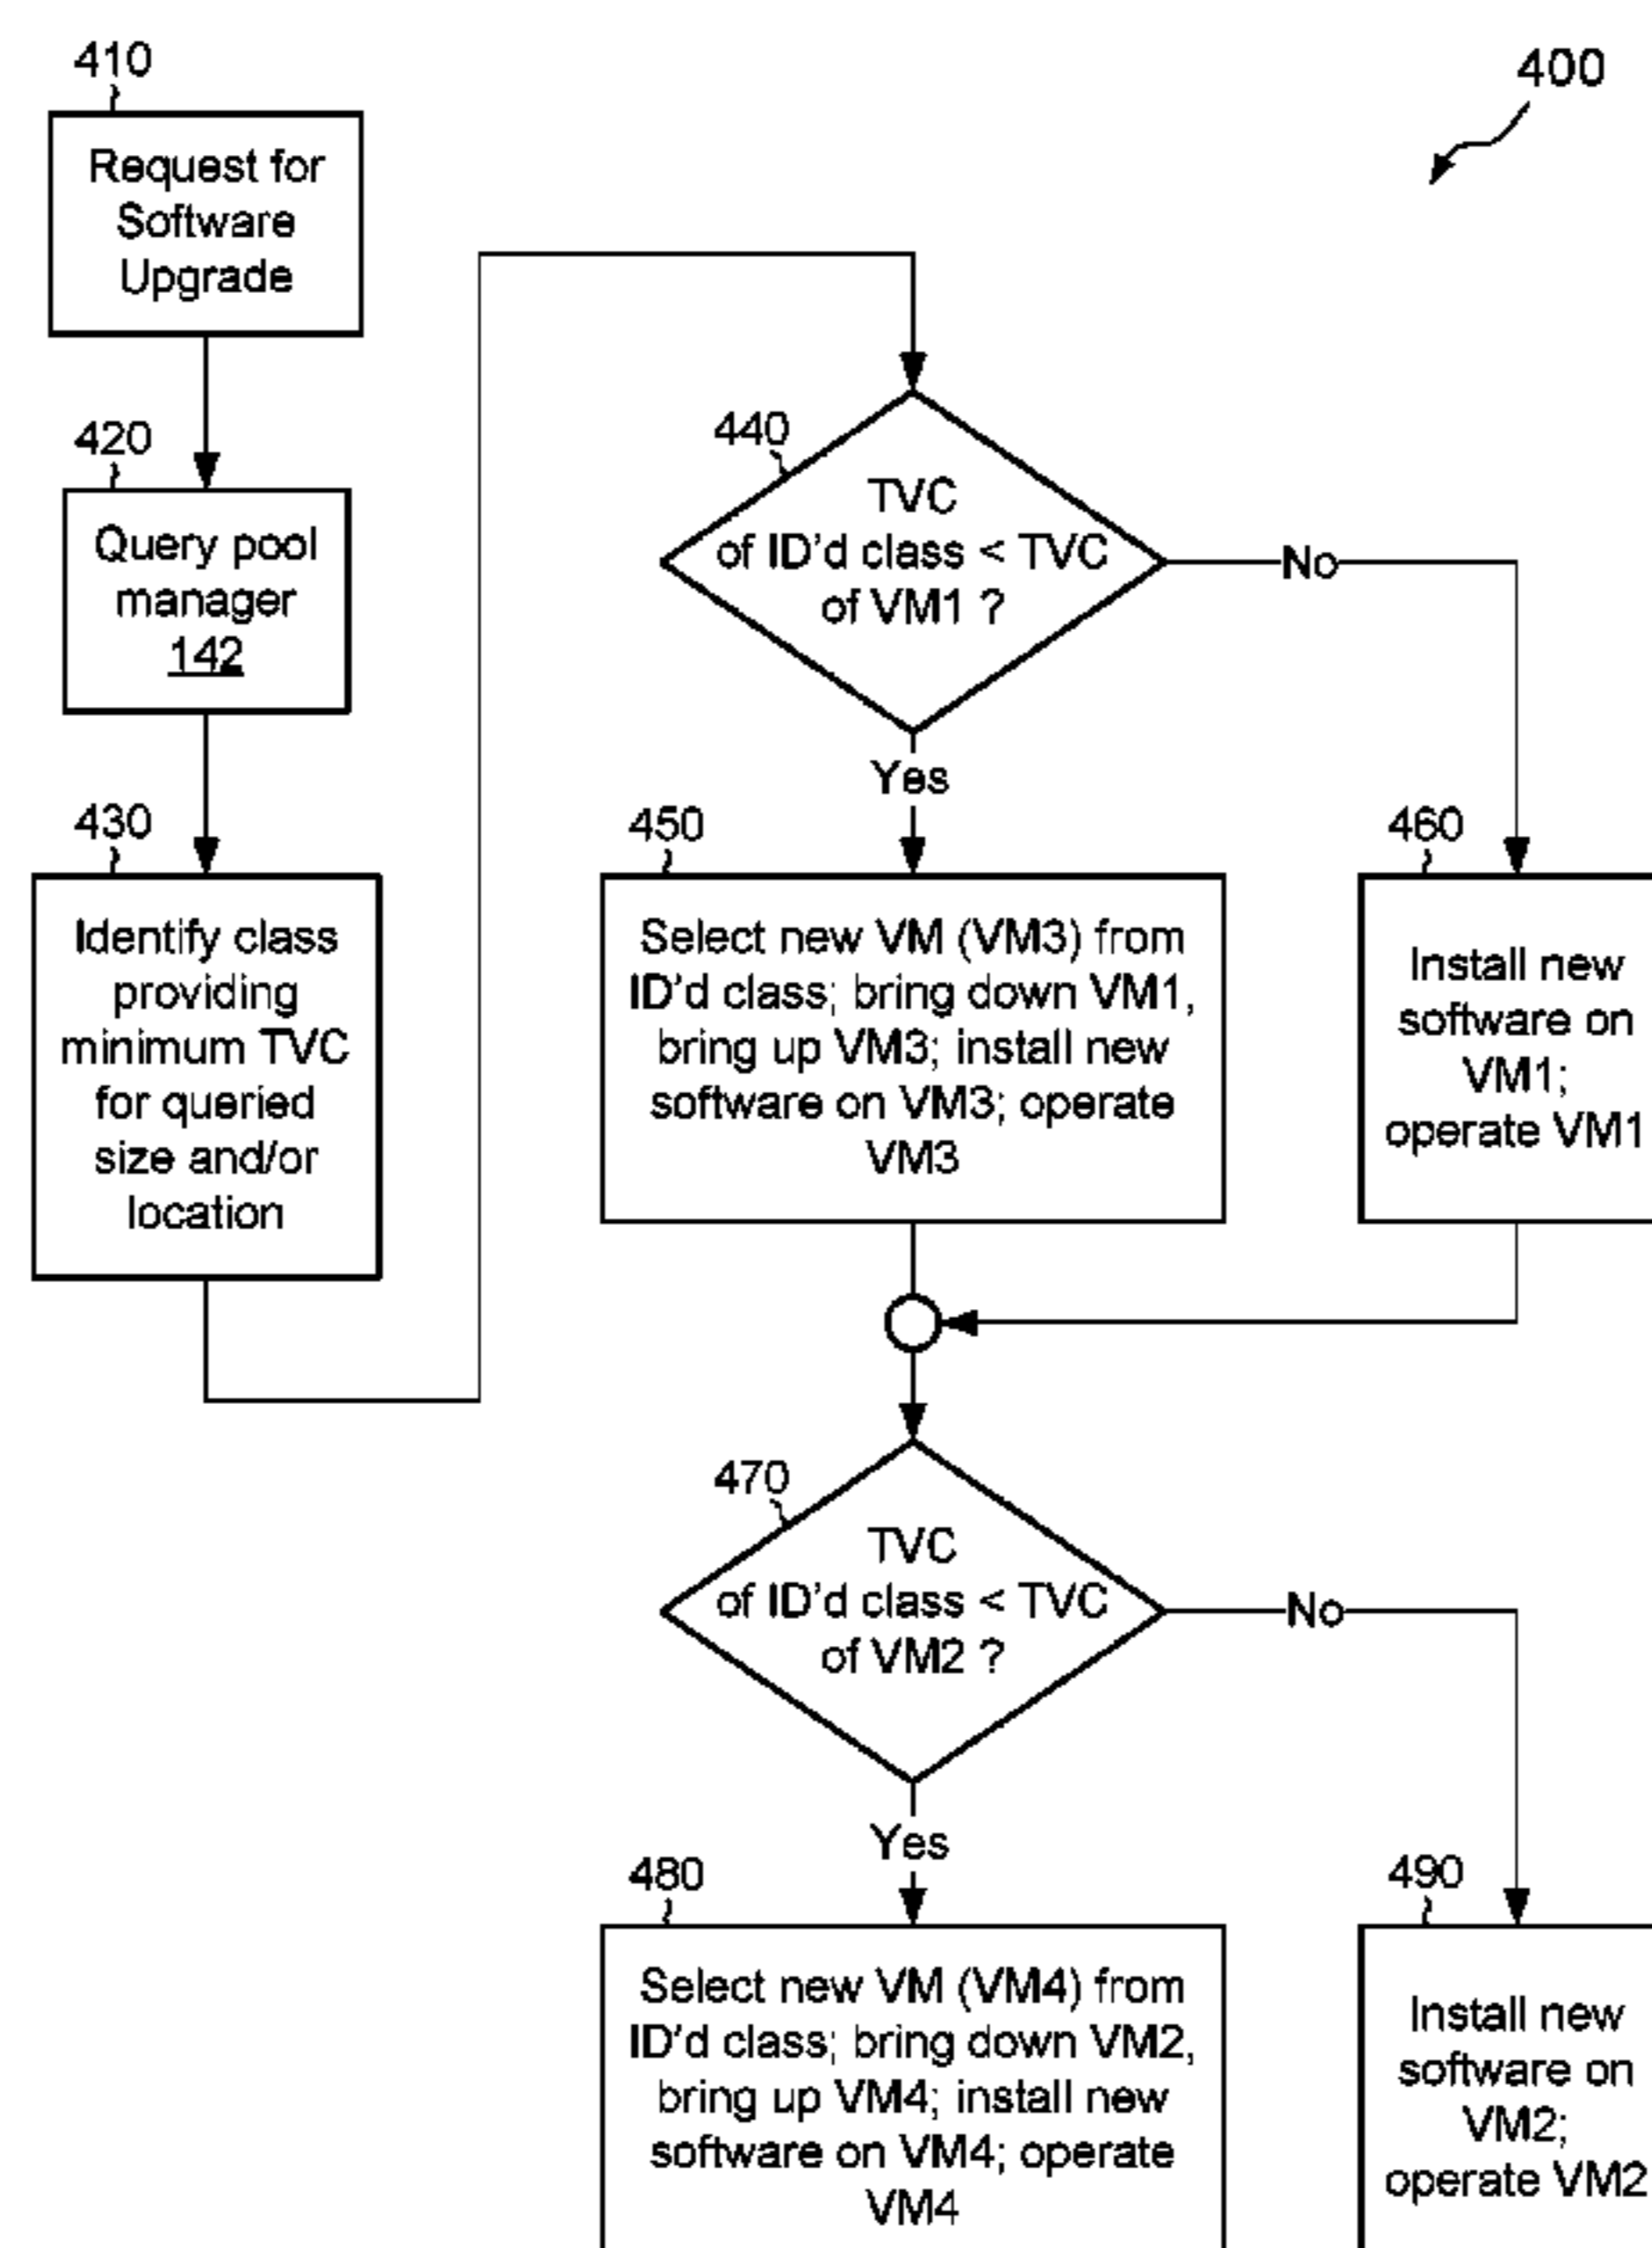 400
410
Request for
Software
Upgrade
420
Query pool
manager
142
430
Identify class
providing
minimum TVC
for queried
size and/or
location
440
TVC
of ID'd class < TVC
of VM1 ?
No
Yes
450
Select new VM (VM3) from
ID'd class; bring down VM1,
bring up VM3; install new
software on VM3; operate
VM3
460
Install new
software on
VM1;
operate VM1
470
TVC
of ID'd class < TVC
of VM2 ?
No
Yes
480
Select new VM (VM4) from
ID'd class; bring down VM2,
bring up VM4; install new
software on VM4; operate
VM4
490
Install new
software on
VM2;
operate VM2